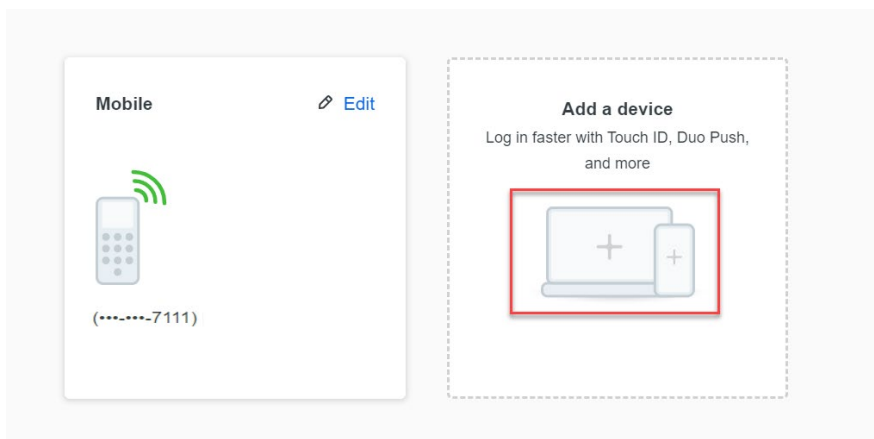 Mobile
Edit
(•••-•••-7111)
Add a device
Log in faster with Touch ID, Duo Push,
and more